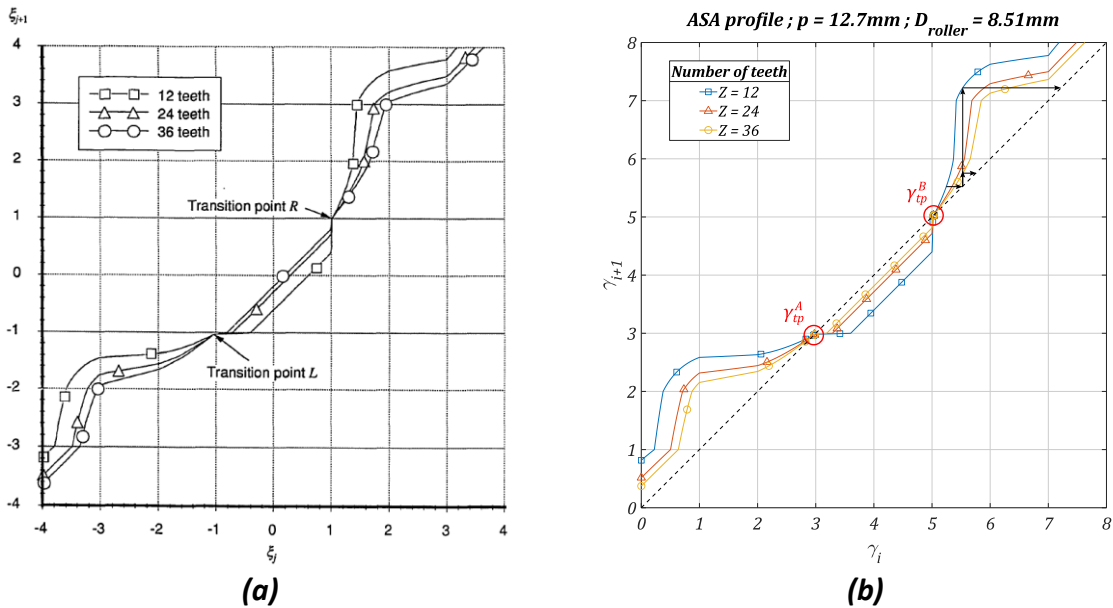 ξj+1
4
3
2
1
0
-1
-2
-3
-4
12 teeth
24 teeth
36 teeth
Transition point R
Transition point L
-4 -3 -2 -1 0 1 2 3 4
ξj
(a)
ASA profile ; p = 12.7mm ; Droller = 8.51mm
8
7
6
5
4
3
2
1
0
γi+1
Number of teeth
Z = 12
Z = 24
Z = 36
γtpB
γtpA
0 1 2 3 4 5 6 7 8
γi
(b)